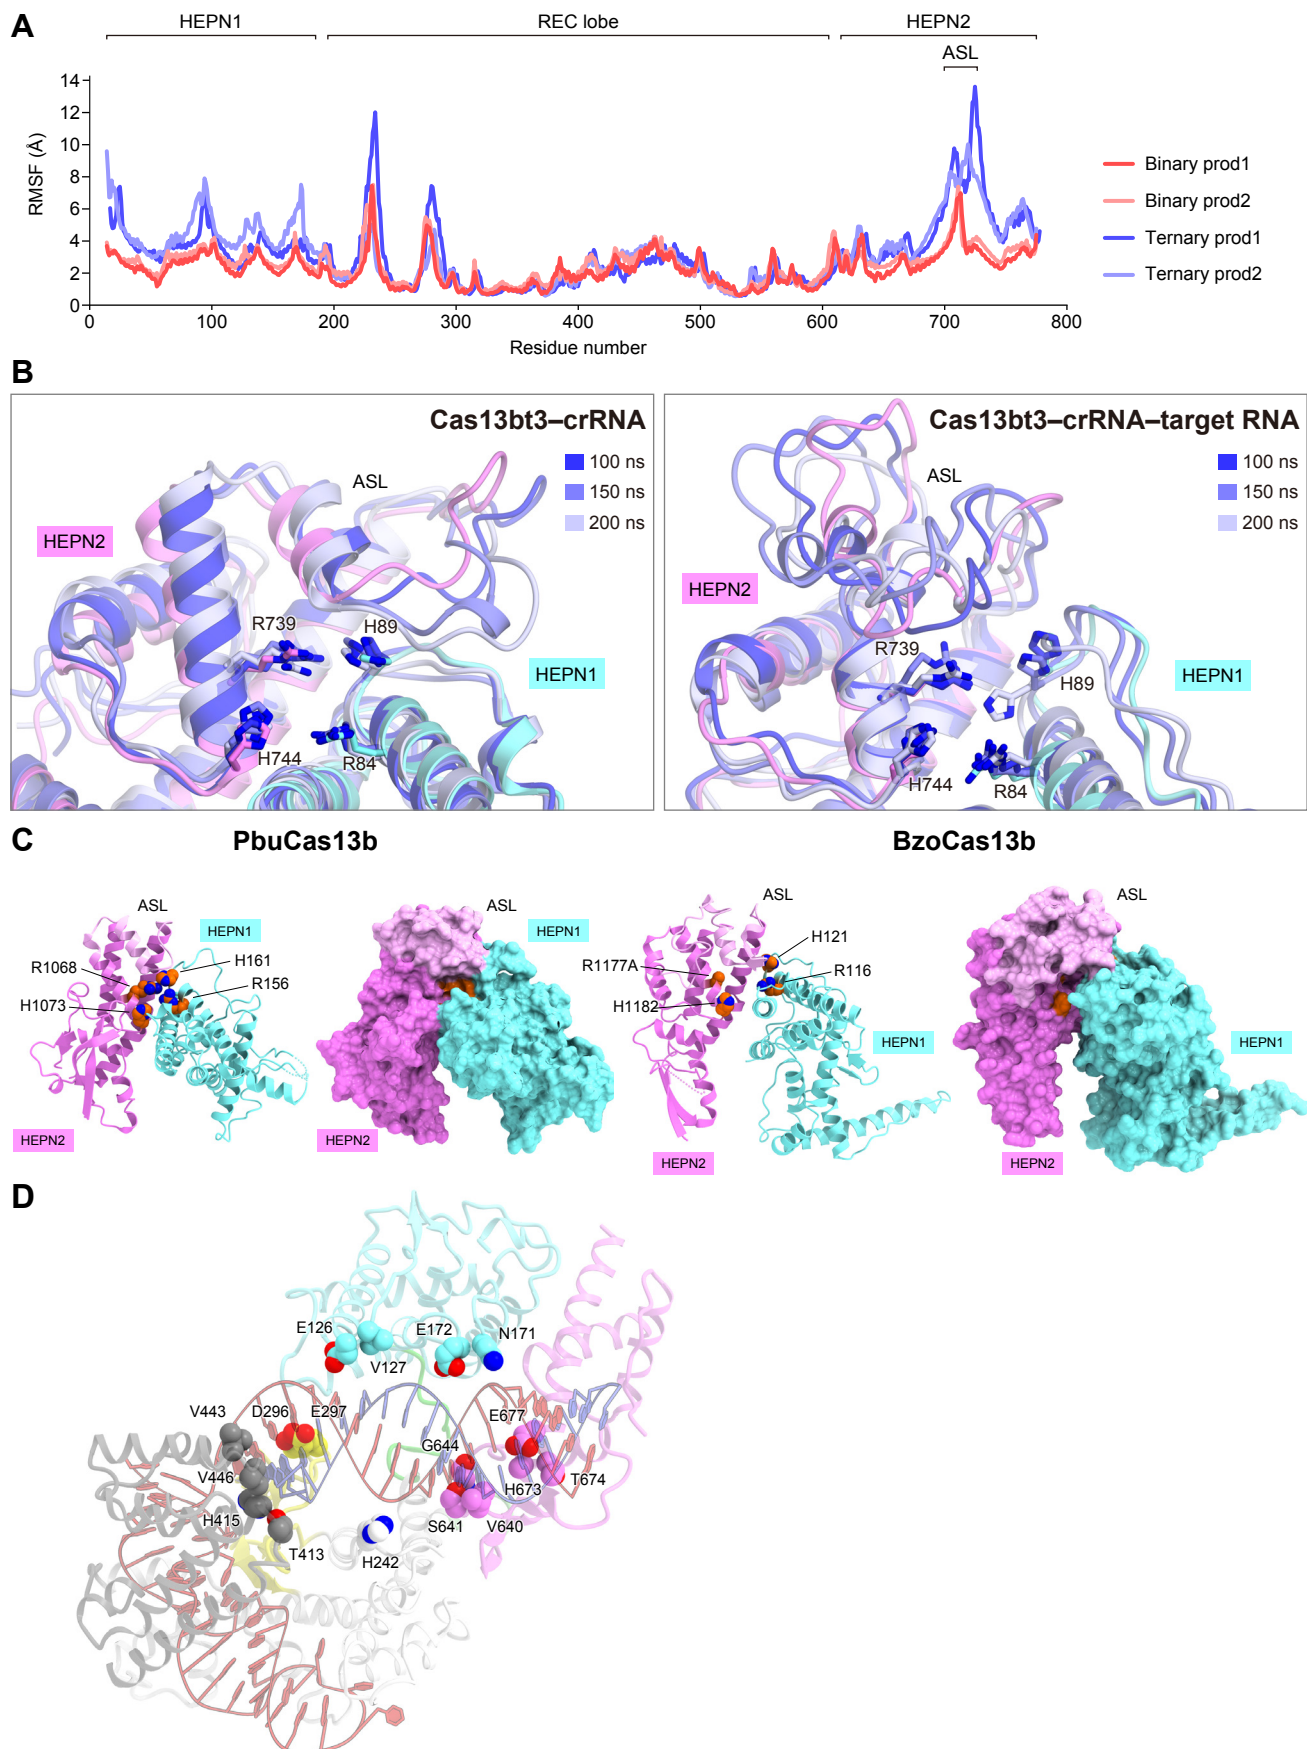 A
HEPN1
REC lobe
HEPN2
ASL
RMSF (Å)
14
12
10
8
6
4
2
0
0 100 200 300 400 500 600 700 800
Residue number
Binary prod1
Binary prod2
Ternary prod1
Ternary prod2
B
Cas13bt3–crRNA
100 ns
150 ns
200 ns
ASL
HEPN2
R739
H89
HEPN1
H744
R84
Cas13bt3–crRNA–target RNA
100 ns
150 ns
200 ns
ASL
HEPN2
R739
H89
HEPN1
H744
R84
C
PbuCas13b
ASL
HEPN1
R1068
H161
R156
H1073
HEPN2
ASL
HEPN1
HEPN2
BzoCas13b
ASL
H121
R1177A
R116
H1182
HEPN1
HEPN2
ASL
HEPN1
HEPN2
D
E126
E172
N171
V127
V443
D296
E297
E677
G644
V446
T674
H673
H415
S641
V640
T413
H242